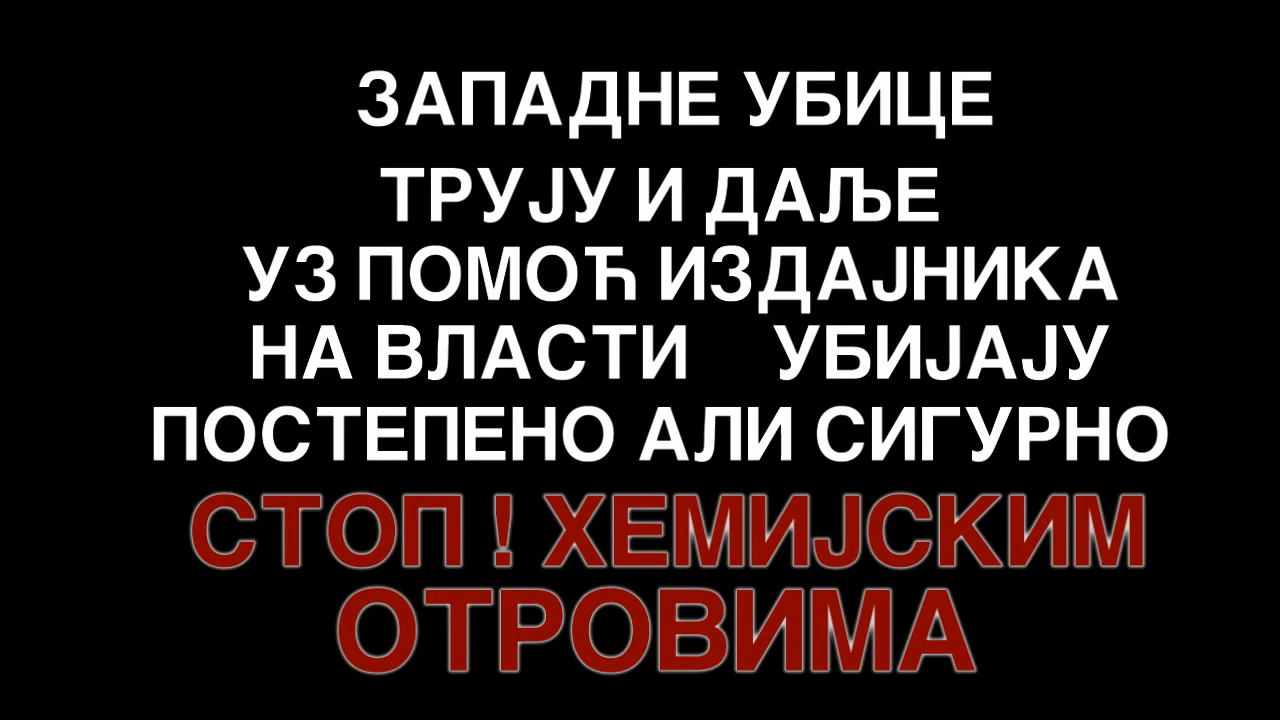 ЗАПАДНЕ УБИЦЕ
ТРУЈУ И ДАЉЕ
УЗ ПОМОЋ ИЗДАЈНИКА
НА ВЛАСТИ УБИЈАЈУ
ПОСТЕПЕНО АЛИ СИГУРНО
СТОП ! ХЕМИЈСКИМ
ОТРОВИМА